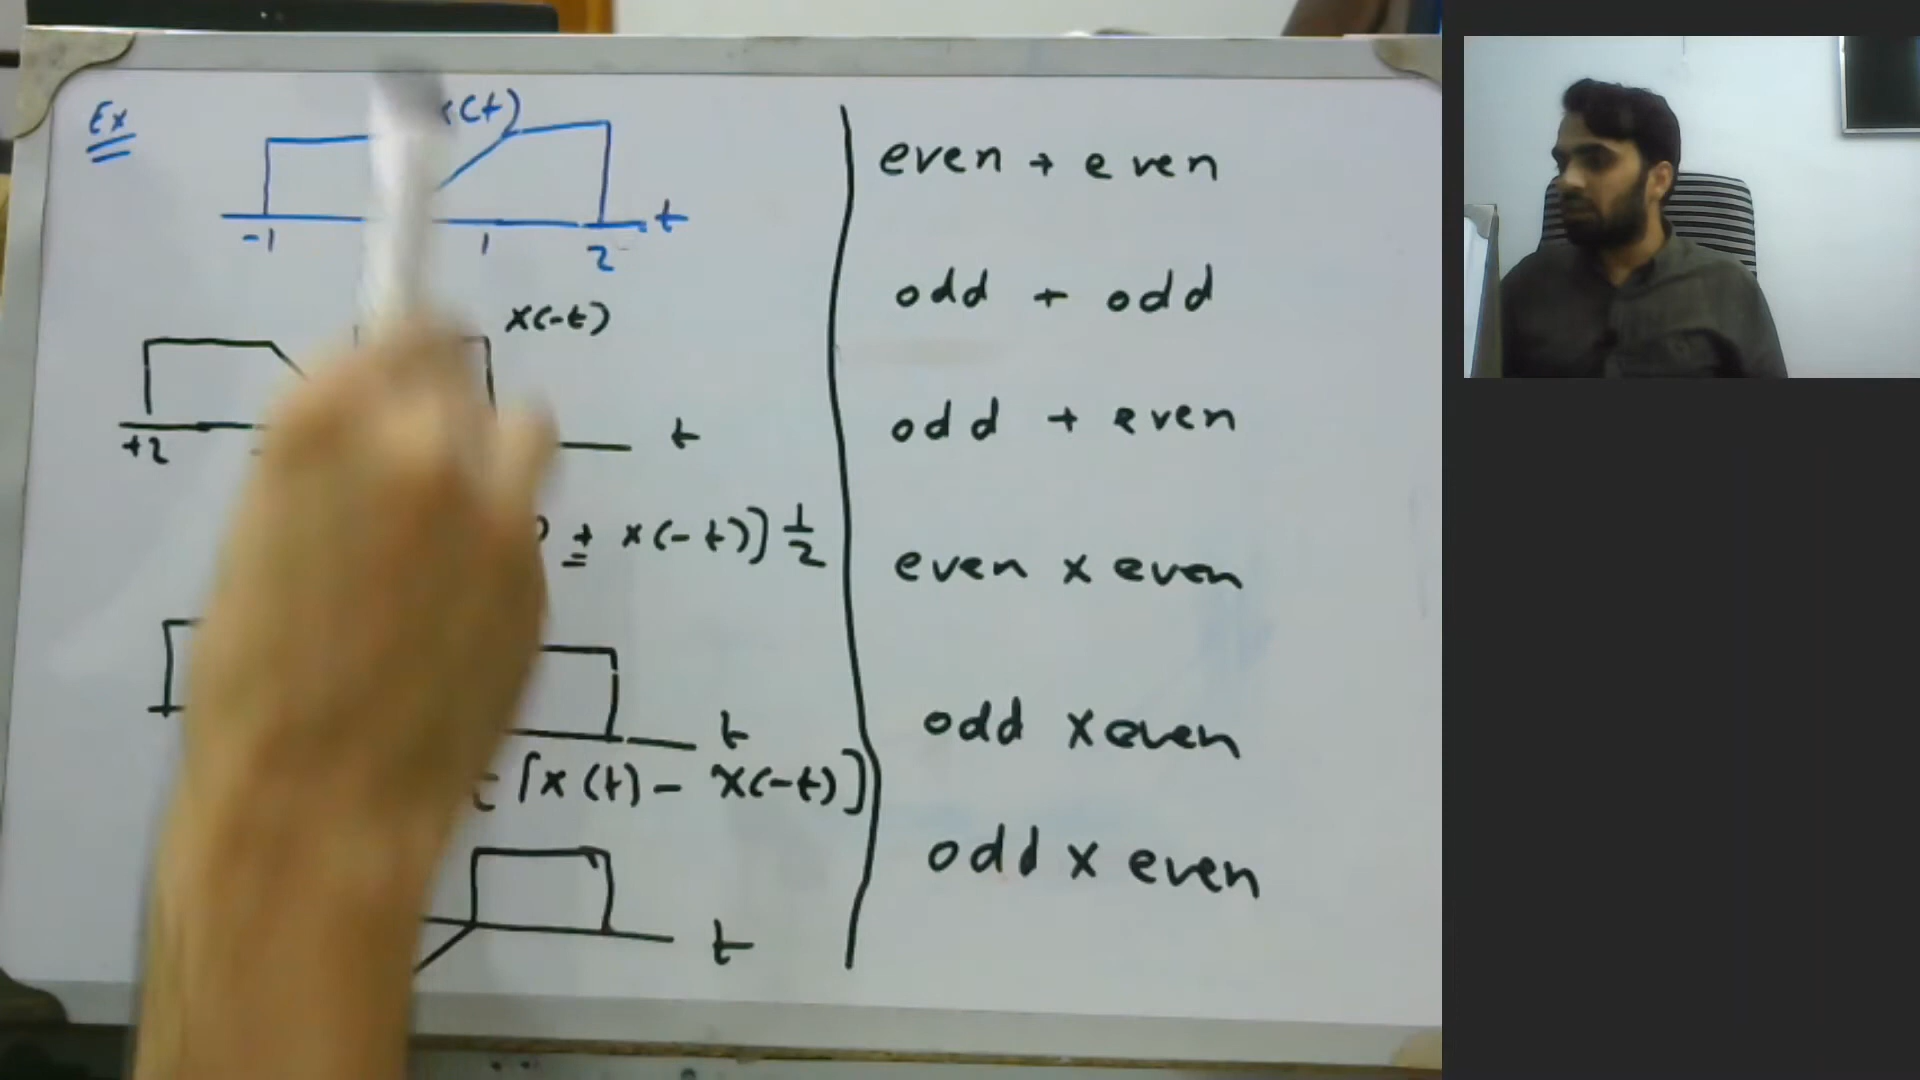 Ex
x(t)
-1 1 2 t
x(-t)
+2 t
± x(-t)] 1/2
t
[x(t) - x(-t)]
t
even + even
odd + odd
odd + even
even x even
odd x even
odd x even